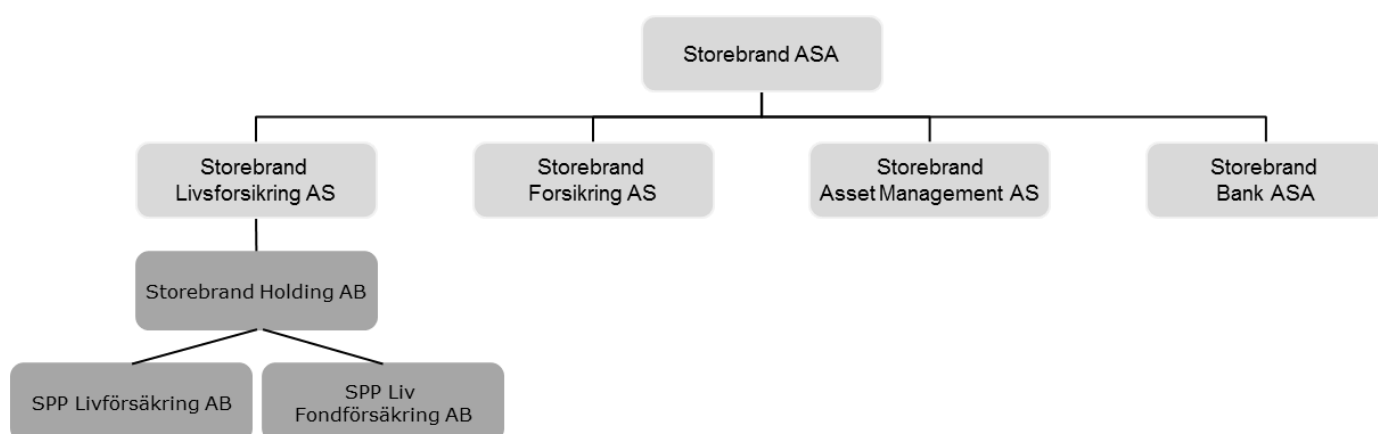 Storebrand ASA
Storebrand
Livsforsikring AS
Storebrand
Forsikring AS
Storebrand
Asset Management AS
Storebrand
Bank ASA
Storebrand Holding AB
SPP Livförsäkring AB
SPP Liv
Fondförsäkring AB